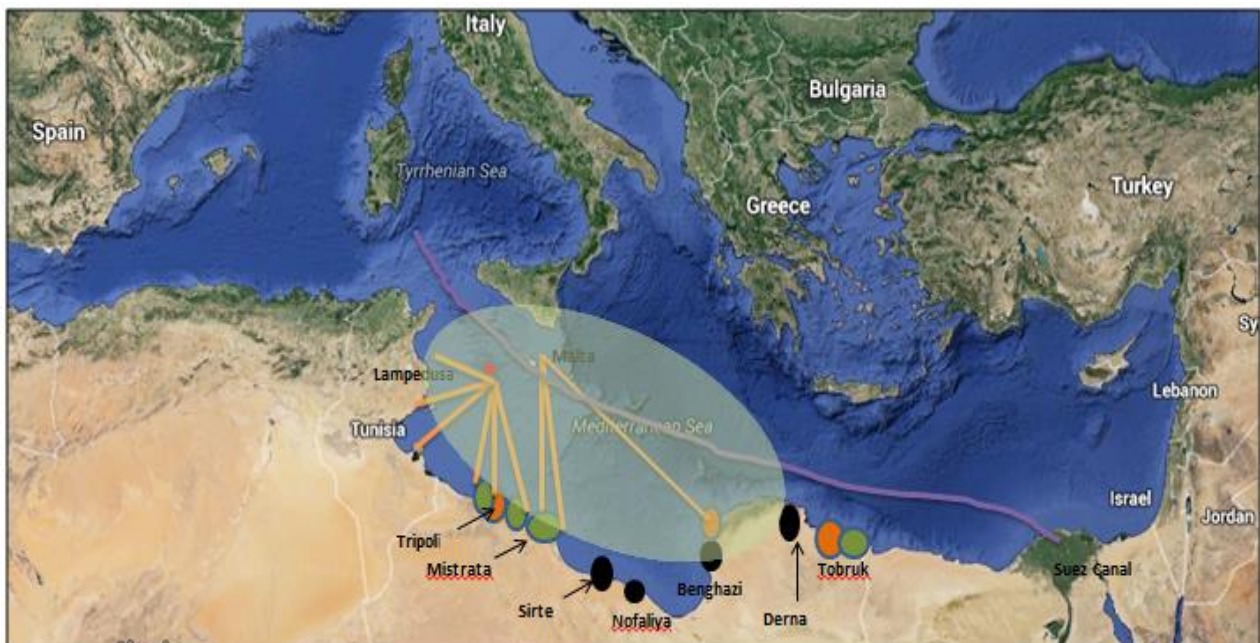 Italy
Bulgaria
Spain
Tyrrhenian Sea
Turkey
Greece
Sy
Malta
Lampedusa
Lebanon
Tunisia
Mediterranean Sea
Israel
Jordan
Tripoli
Mistrata
Tobruk
Suez Canal
Benghazi
Sirte
Nofaliya
Derna